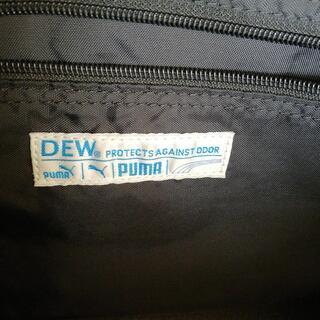 DEW® PROTECTS AGAINST ODOR
PUMA PUMA